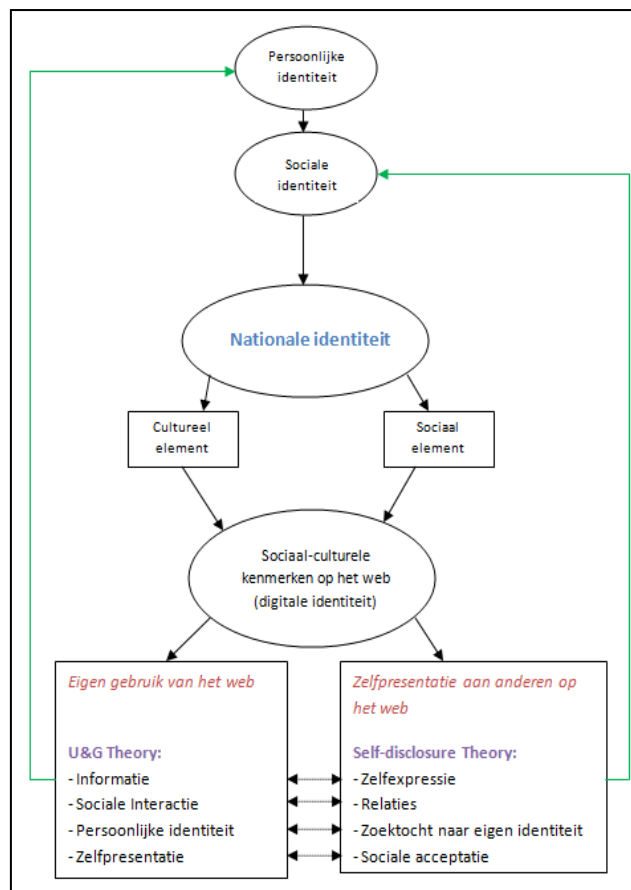 Persoonlijke
identiteit
Sociale
identiteit
Nationale identiteit
Cultureel
element
Sociaal
element
Sociaal-culturele
kenmerken op het web
(digitale identiteit)
Eigen gebruik van het web
U&G Theory:
- Informatie
- Sociale Interactie
- Persoonlijke identiteit
- Zelfpresentatie
Zelfpresentatie aan anderen op
het web
Self-disclosure Theory:
- Zelfexpressie
- Relaties
- Zoektocht naar eigen identiteit
- Sociale acceptatie